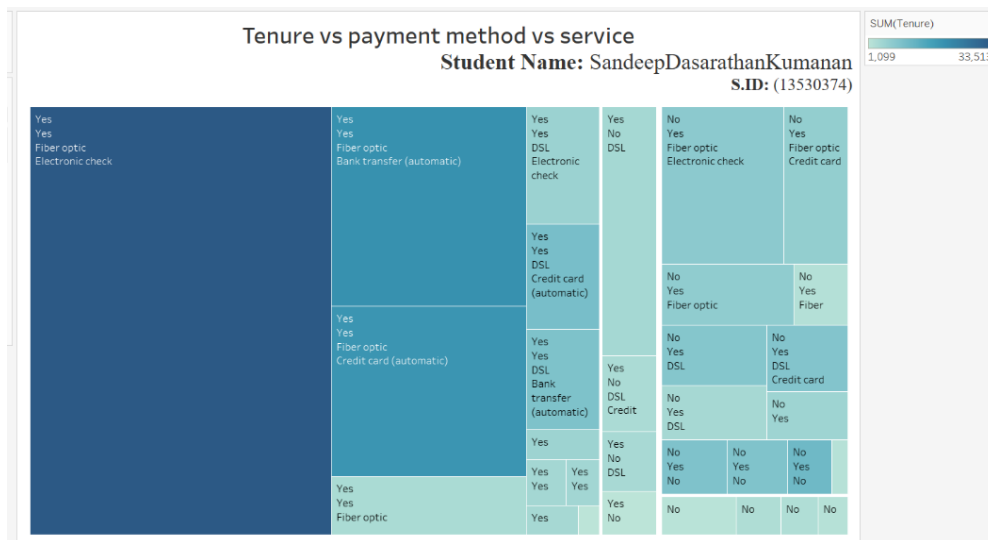 Tenure vs payment method vs service
Student Name: SandeepDasarathanKumanan
S.ID: (13530374)
SUM(Tenure)
1,099 33,513
Yes
Yes
Fiber optic
Electronic check
Yes
Yes
Fiber optic
Bank transfer (automatic)
Yes
Yes
Fiber optic
Credit card (automatic)
Yes
Yes
Fiber optic
Yes
Yes
DSL
Electronic
check
Yes
Yes
DSL
Credit card
(automatic)
Yes
Yes
DSL
Bank
transfer
(automatic)
Yes
Yes
Yes
Yes
Yes
Yes
Yes
No
DSL
Yes
No
DSL
Credit
Yes
No
DSL
Yes
No
No
Yes
Fiber optic
Electronic check
No
Yes
Fiber optic
Credit card
No
Yes
Fiber optic
No
Yes
Fiber
No
Yes
DSL
No
Yes
DSL
Credit card
No
Yes
DSL
No
Yes
No
Yes
No
No
Yes
No
No
Yes
No
No
No
No
No